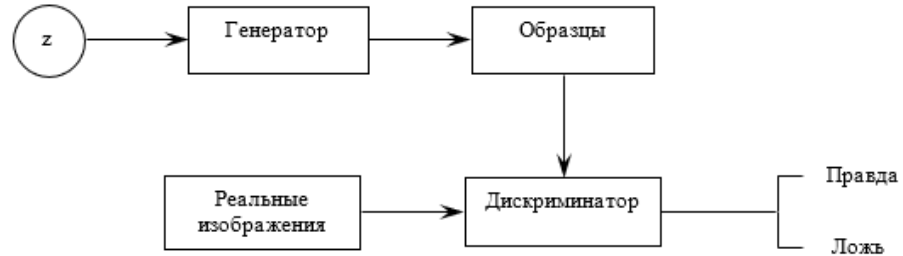 z
Генератор
Образцы
Реальные
изображения
Дискриминатор
Правда
Ложь